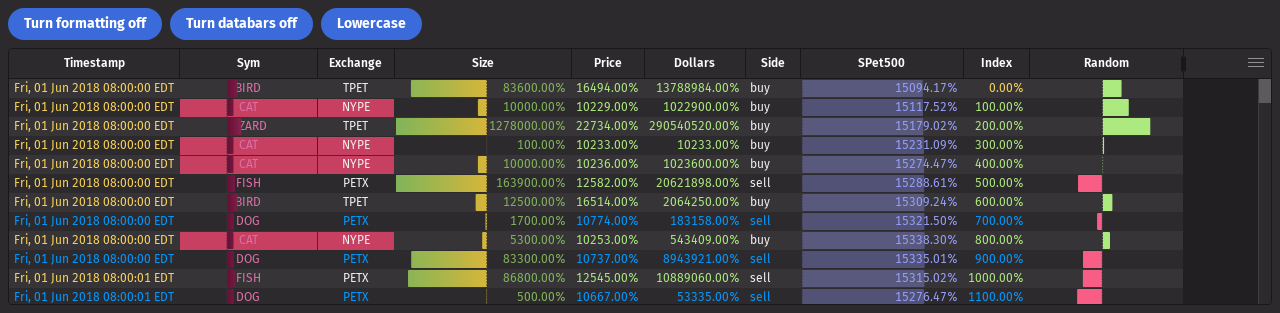 Turn formatting off Turn databars off Lowercase
Timestamp Sym Exchange Size Price Dollars Side SPet500 Index Random
Fri, 01 Jun 2018 08:00:00 EDT BIRD TPET 83600.00% 16494.00% 13788984.00% buy 15094.17% 0.00%
Fri, 01 Jun 2018 08:00:00 EDT CAT NYPE 10000.00% 10229.00% 1022900.00% buy 15117.52% 100.00%
Fri, 01 Jun 2018 08:00:00 EDT ZARD TPET 1278000.00% 22734.00% 290540520.00% buy 15179.02% 200.00%
Fri, 01 Jun 2018 08:00:00 EDT CAT NYPE 100.00% 10233.00% 10233.00% buy 15231.09% 300.00%
Fri, 01 Jun 2018 08:00:00 EDT CAT NYPE 10000.00% 10236.00% 1023600.00% buy 15274.47% 400.00%
Fri, 01 Jun 2018 08:00:00 EDT FISH PETX 163900.00% 12582.00% 20621898.00% sell 15288.61% 500.00%
Fri, 01 Jun 2018 08:00:00 EDT BIRD TPET 12500.00% 16514.00% 2064250.00% buy 15309.24% 600.00%
Fri, 01 Jun 2018 08:00:00 EDT DOG PETX 1700.00% 10774.00% 183158.00% sell 15321.50% 700.00%
Fri, 01 Jun 2018 08:00:00 EDT CAT NYPE 5300.00% 10253.00% 543409.00% buy 15338.30% 800.00%
Fri, 01 Jun 2018 08:00:00 EDT DOG PETX 83300.00% 10737.00% 8943921.00% sell 15335.01% 900.00%
Fri, 01 Jun 2018 08:00:01 EDT FISH PETX 86800.00% 12545.00% 10889060.00% sell 15315.02% 1000.00%
Fri, 01 Jun 2018 08:00:01 EDT DOG PETX 500.00% 10667.00% 53335.00% sell 15276.47% 1100.00%